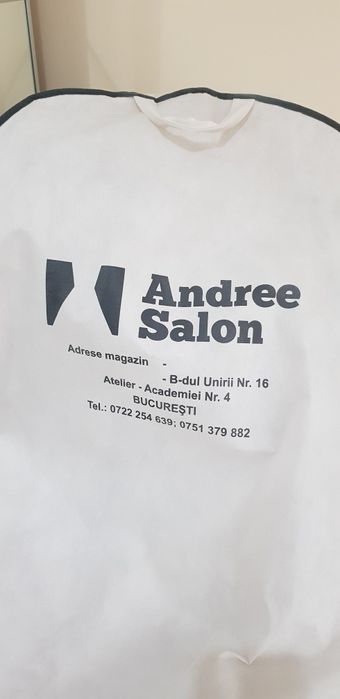 Andree
Salon
Adrese magazin -
- B-dul Unirii Nr. 16
Atelier - Academiei Nr. 4
BUCUREŞTI
Tel.: 0722 254 639; 0751 379 882